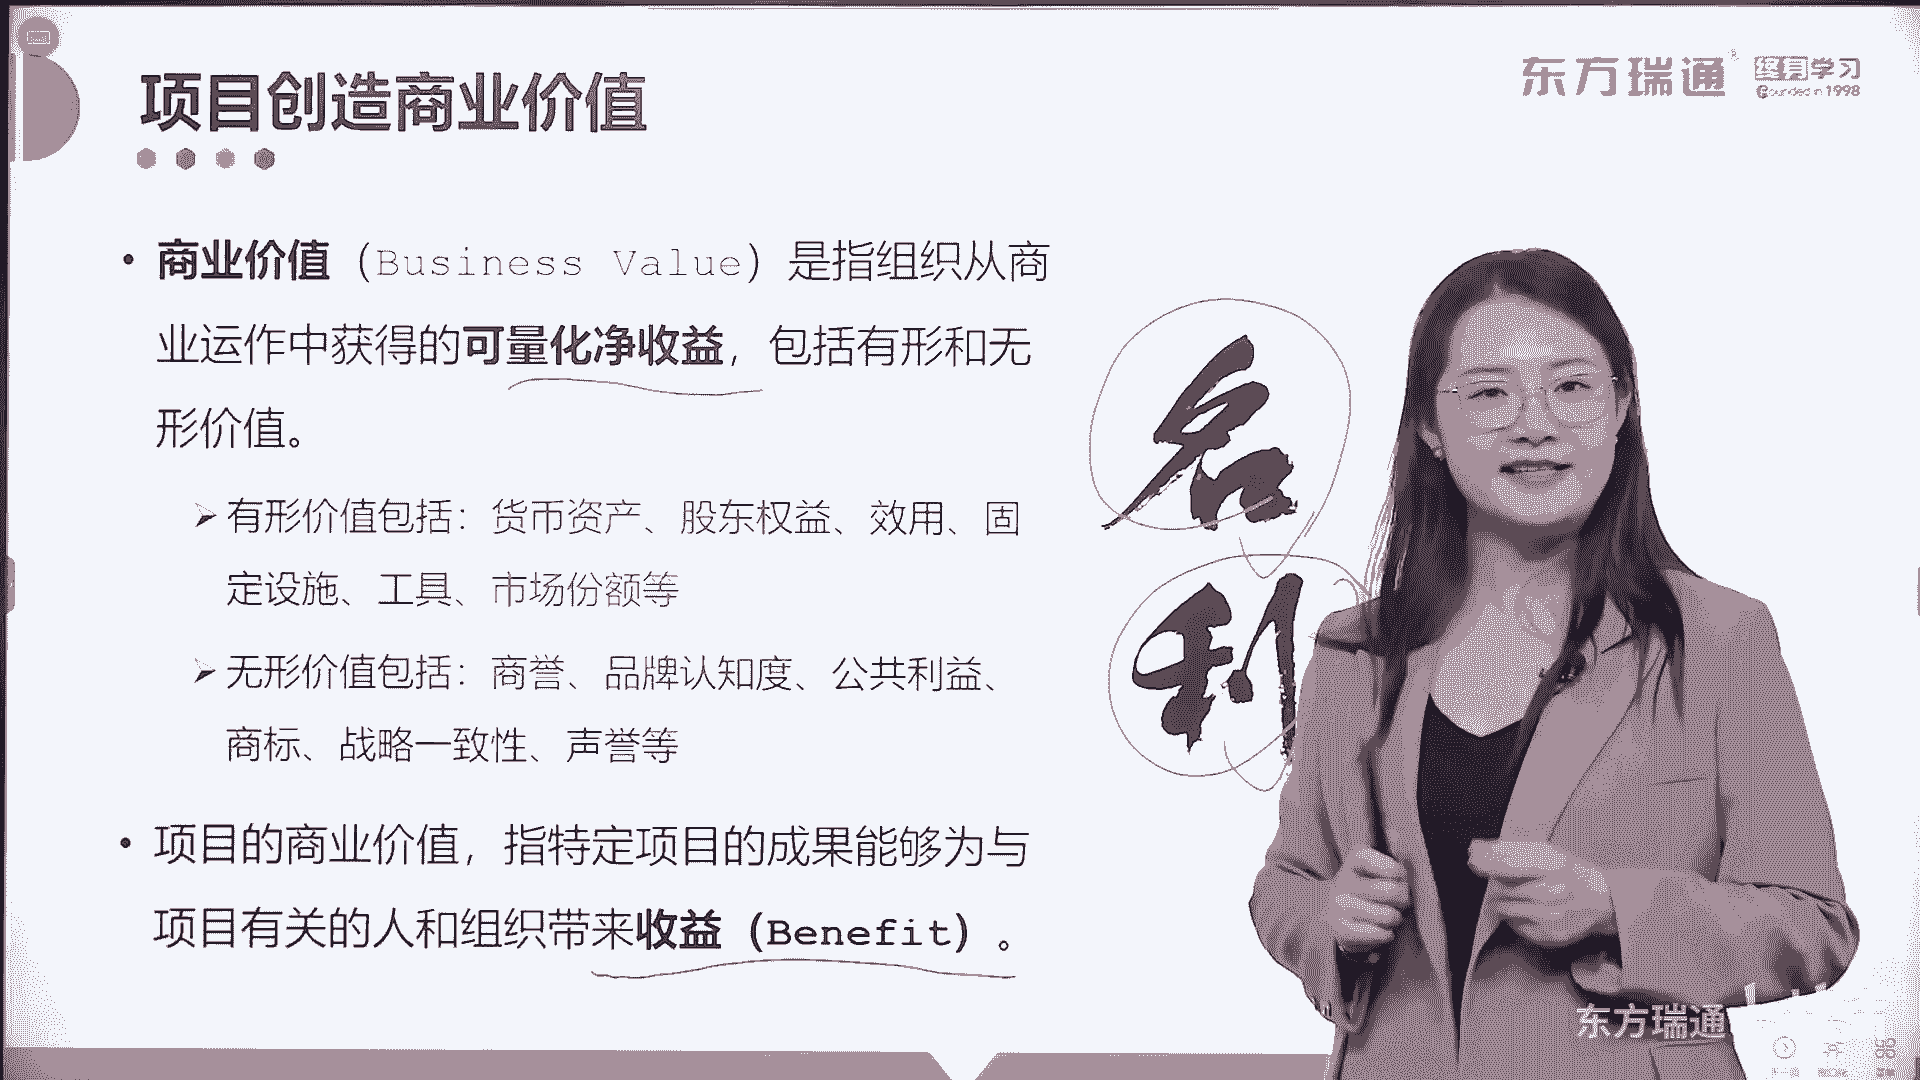 项目创造商业价值
东方瑞通 终身学习
Founded in 1998
• 商业价值（Business Value）是指组织从商
业运作中获得的可量化净收益，包括有形和无
形价值。
➢ 有形价值包括：货币资产、股东权益、效用、固
定设施、工具、市场份额等
➢ 无形价值包括：商誉、品牌认知度、公共利益、
商标、战略一致性、声誉等
• 项目的商业价值，指特定项目的成果能够为与
项目有关的人和组织带来收益（Benefit）。
名
利
东方瑞通